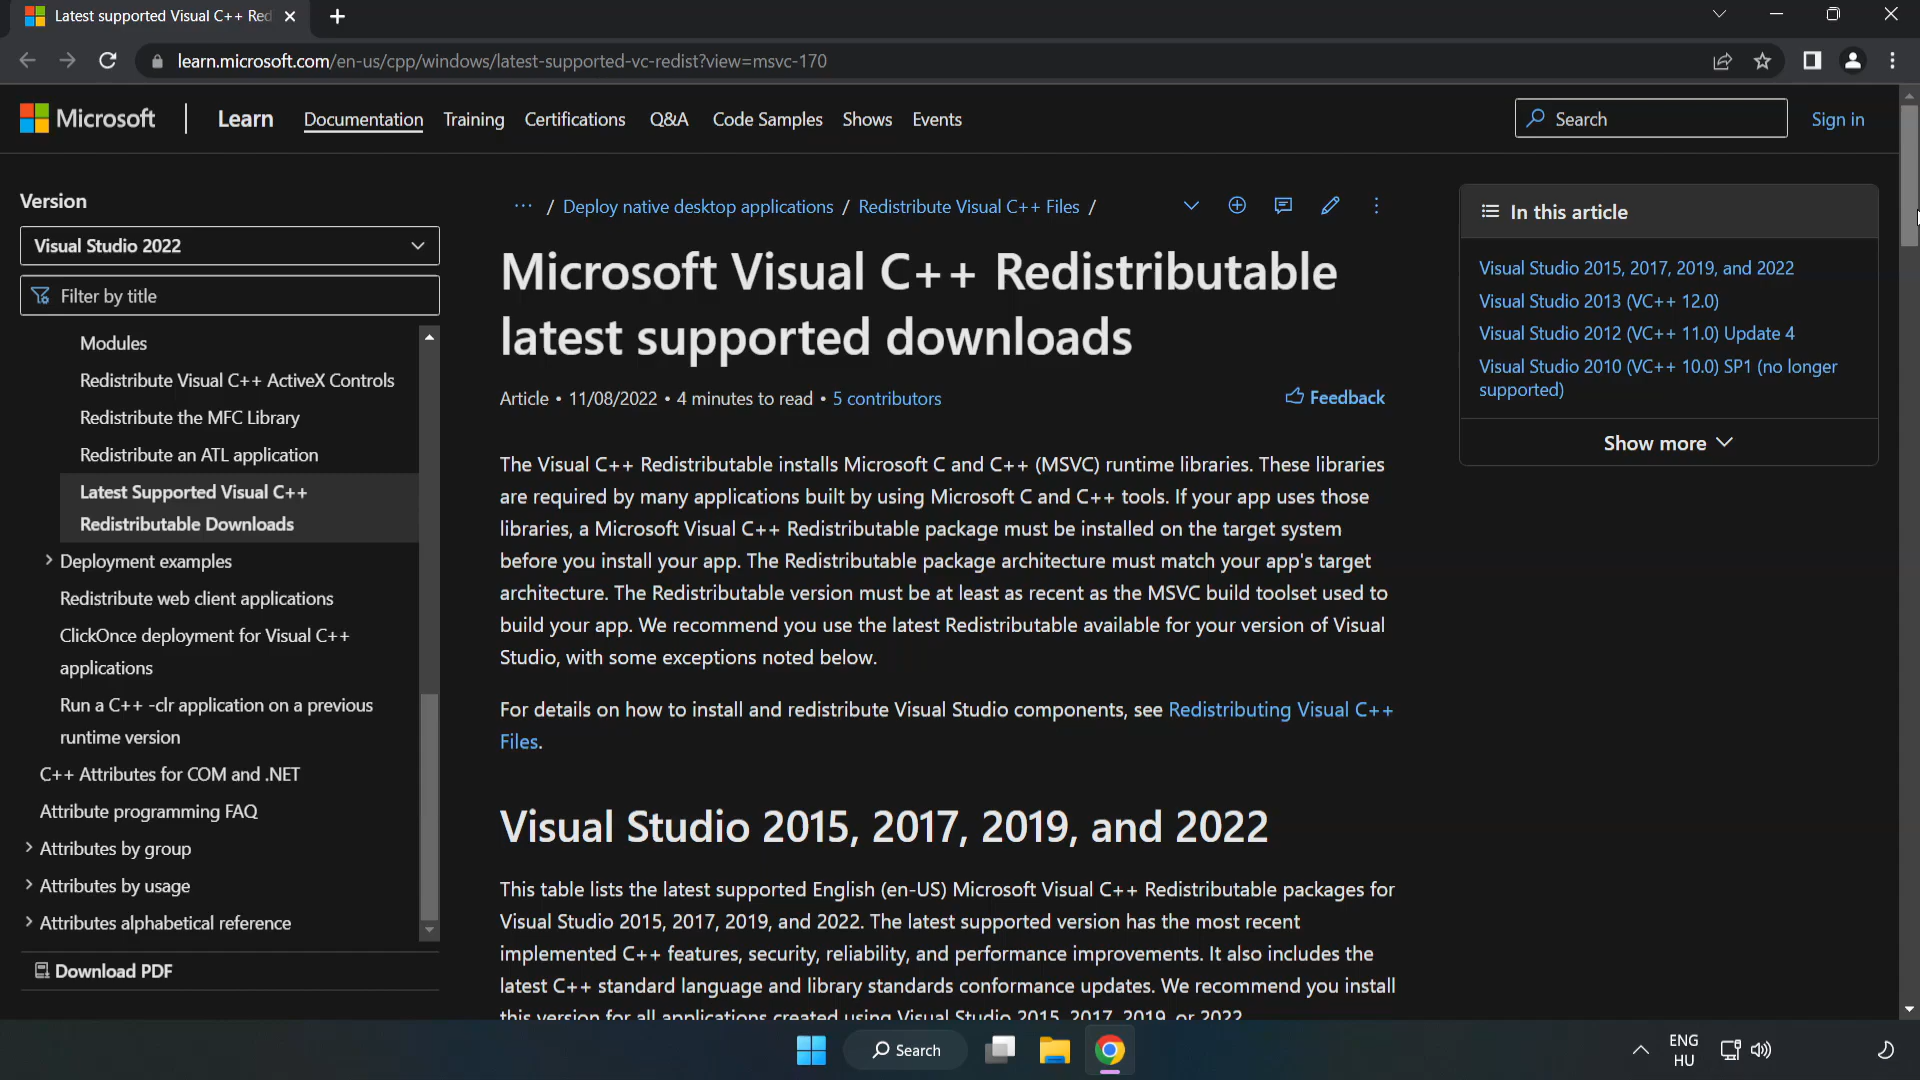 Latest supported Visual C++ Red
learn.microsoft.com/en-us/cpp/windows/latest-supported-vc-redist?view=msvc-170
Microsoft
Learn
Documentation
Training
Certifications
Q&A
Code Samples
Shows
Events
Search
Sign in
Version
Visual Studio 2022
Filter by title
Modules
Redistribute Visual C++ ActiveX Controls
Redistribute the MFC Library
Redistribute an ATL application
Latest Supported Visual C++
Redistributable Downloads
Deployment examples
Redistribute web client applications
ClickOnce deployment for Visual C++
applications
Run a C++ -clr application on a previous
runtime version
C++ Attributes for COM and .NET
Attribute programming FAQ
Attributes by group
Attributes by usage
Attributes alphabetical reference
Download PDF
... / Deploy native desktop applications / Redistribute Visual C++ Files /
Microsoft Visual C++ Redistributable
latest supported downloads
Article • 11/08/2022 • 4 minutes to read • 5 contributors
Feedback
The Visual C++ Redistributable installs Microsoft C and C++ (MSVC) runtime libraries. These libraries
are required by many applications built by using Microsoft C and C++ tools. If your app uses those
libraries, a Microsoft Visual C++ Redistributable package must be installed on the target system
before you install your app. The Redistributable package architecture must match your app's target
architecture. The Redistributable version must be at least as recent as the MSVC build toolset used to
build your app. We recommend you use the latest Redistributable available for your version of Visual
Studio, with some exceptions noted below.
For details on how to install and redistribute Visual Studio components, see Redistributing Visual C++
Files.
Visual Studio 2015, 2017, 2019, and 2022
This table lists the latest supported English (en-US) Microsoft Visual C++ Redistributable packages for
Visual Studio 2015, 2017, 2019, and 2022. The latest supported version has the most recent
implemented C++ features, security, reliability, and performance improvements. It also includes the
latest C++ standard language and library standards conformance updates. We recommend you install
this version for all applications created using Visual Studio 2015, 2017, 2019, or 2022.
In this article
Visual Studio 2015, 2017, 2019, and 2022
Visual Studio 2013 (VC++ 12.0)
Visual Studio 2012 (VC++ 11.0) Update 4
Visual Studio 2010 (VC++ 10.0) SP1 (no longer
supported)
Show more
Search
ENG
HU